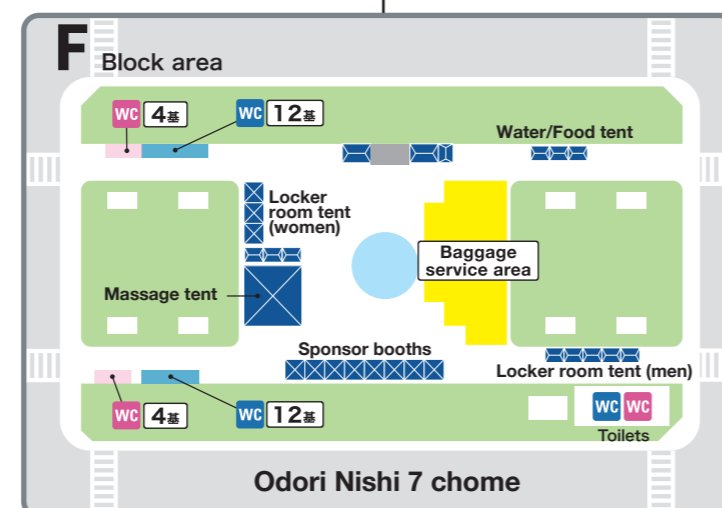 F Block area
WC 4基
WC 12基
Water/Food tent
Locker
room tent
(women)
Baggage
service area
Massage tent
Sponsor booths
Locker room tent (men)
WC 4基
WC 12基
WC WC
Toilets
Odori Nishi 7 chome